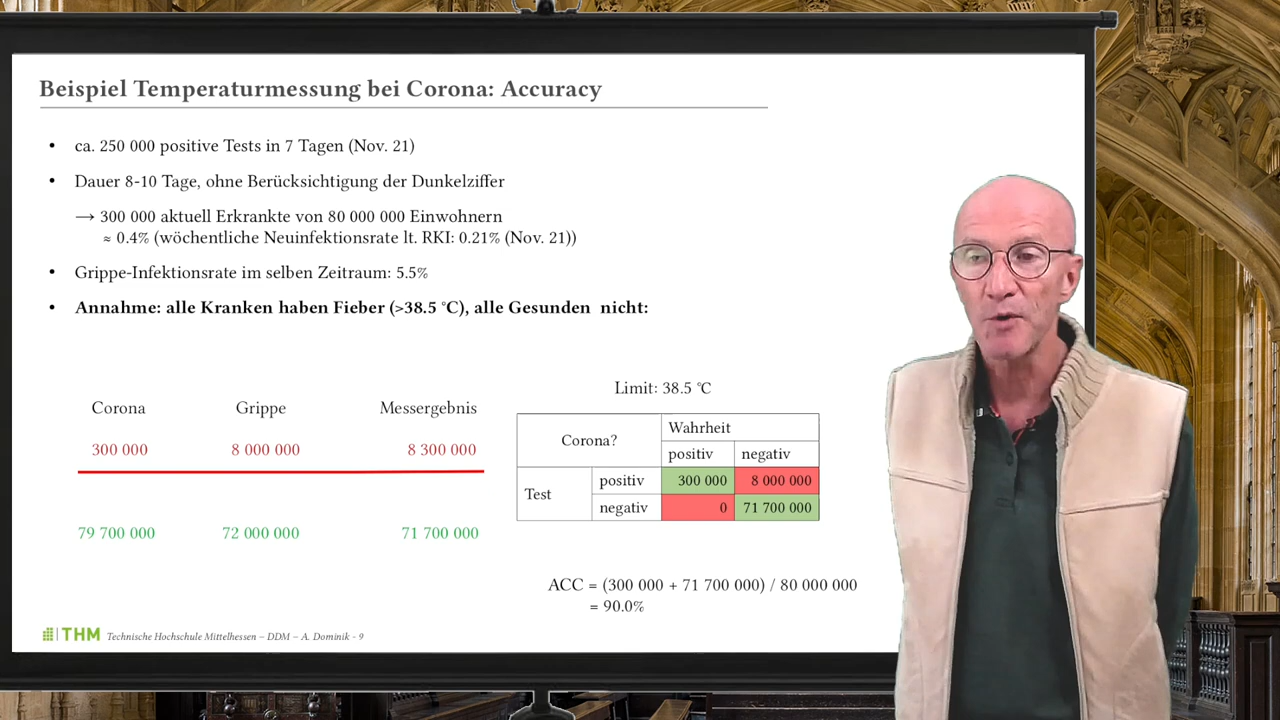 Beispiel Temperaturmessung bei Corona: Accuracy
• ca. 250 000 positive Tests in 7 Tagen (Nov. 21)
• Dauer 8-10 Tage, ohne Berücksichtigung der Dunkelziffer
→ 300 000 aktuell Erkrankte von 80 000 000 Einwohnern
≈ 0.4% (wöchentliche Neuinfektionsrate lt. RKI: 0.21% (Nov. 21))
• Grippe-Infektionsrate im selben Zeitraum: 5.5%
• Annahme: alle Kranken haben Fieber (>38.5 °C), alle Gesunden nicht:
Corona Grippe Messergebnis
300 000 8 000 000 8 300 000
79 700 000 72 000 000 71 700 000
Limit: 38.5 °C
Corona? Wahrheit
positiv negativ
Test positiv 300 000 8 000 000
negativ 0 71 700 000
ACC = (300 000 + 71 700 000) / 80 000 000
= 90.0%
THM Technische Hochschule Mittelhessen – DDM – A. Dominik - 9